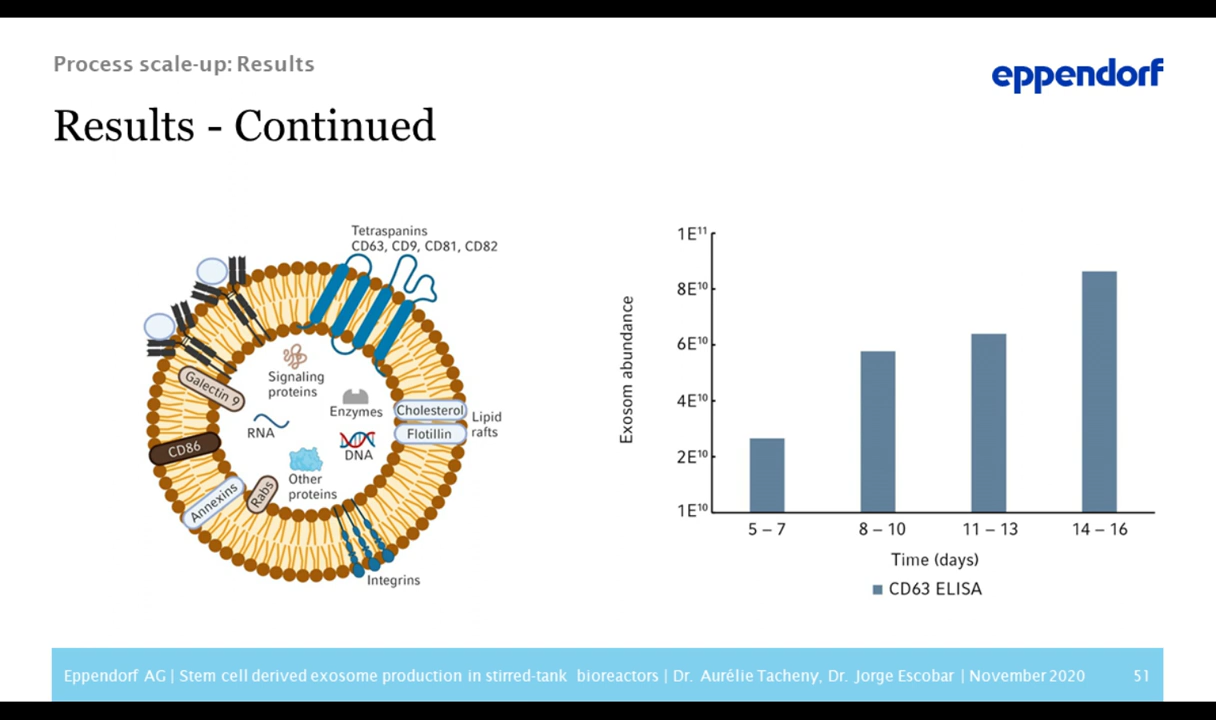 Process scale-up: Results
eppendorf
Results - Continued
Tetraspanins
CD63, CD9, CD81, CD82
Signaling
proteins
Galectin 9
Enzymes
RNA
DNA
Cholesterol
Flotillin
Lipid
rafts
CD86
Other
proteins
Annexins
Rabs
Integrins
Exosom abundance
1E¹¹
8E¹⁰
6E¹⁰
4E¹⁰
2E¹⁰
1E¹⁰
5 – 7
8 – 10
11 – 13
14 – 16
Time (days)
CD63 ELISA
Eppendorf AG | Stem cell derived exosome production in stirred-tank bioreactors | Dr. Aurélie Tacheny, Dr. Jorge Escobar | November 2020
51